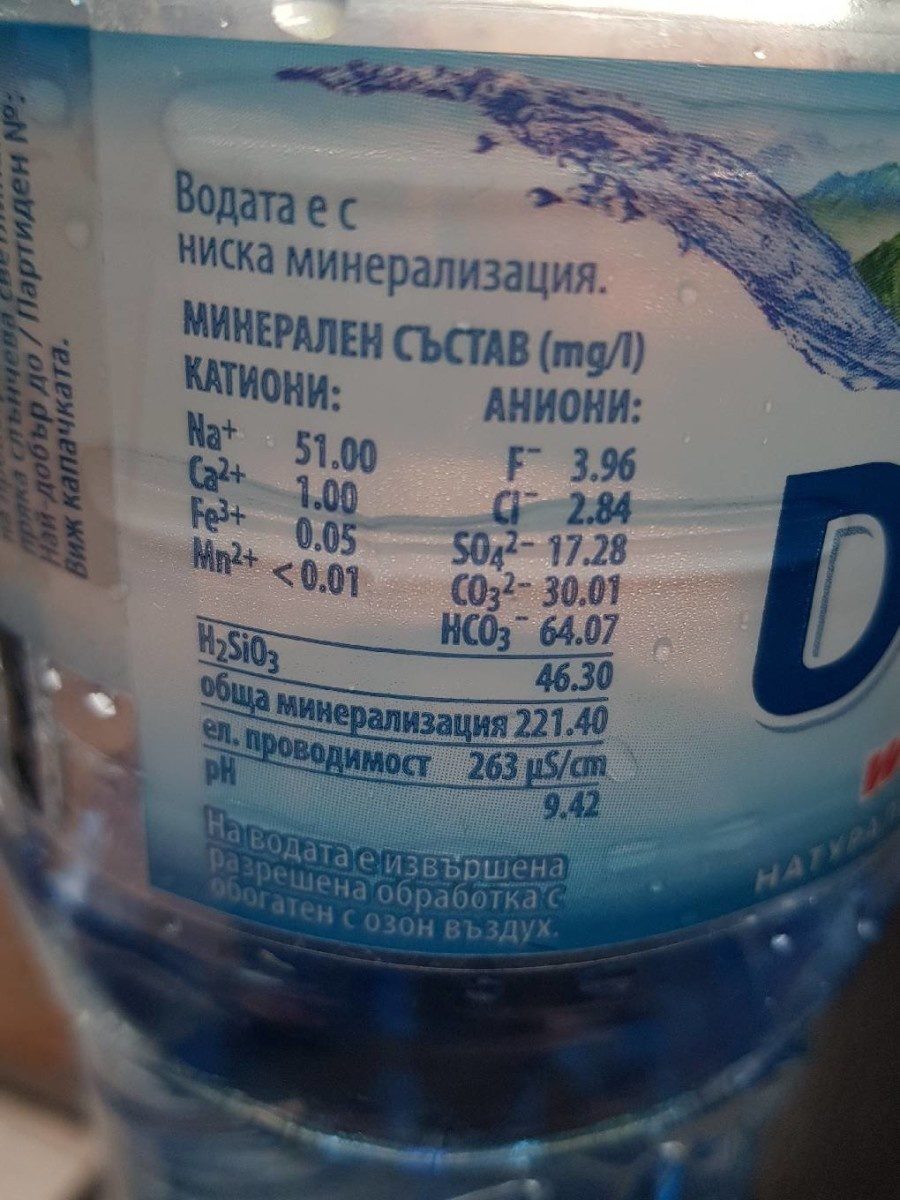 Най-добър до / Партиден №:
Виж капачката.
Водата е с
ниска минерализация.
МИНЕРАЛЕН СЪСТАВ (mg/l)
КАТИОНИ: АНИОНИ:
Na+ 51.00 F- 3.96
Ca2+ 1.00 Cl- 2.84
Fe3+ 0.05 SO42- 17.28
Mn2+ <0.01 CO32- 30.01
HCO3- 64.07
H2SiO3 46.30
обща минерализация 221.40
ел. проводимост 263 µS/cm
pH 9.42
На водата е извършена
разрешена обработка с
обогатен с озон въздух.
D